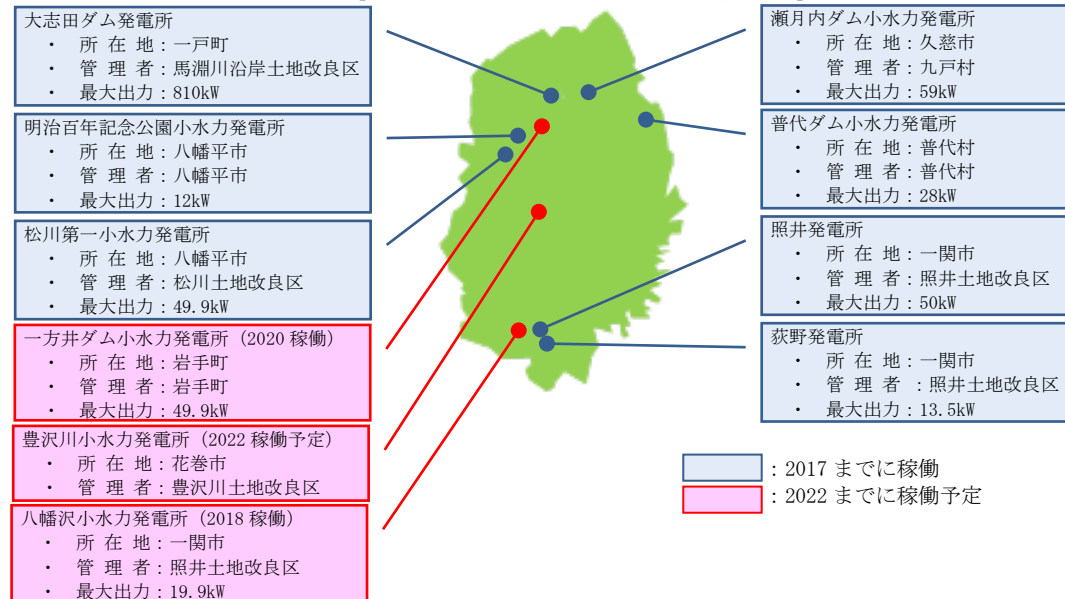 大志田ダム発電所
・ 所 在 地：一戸町
・ 管 理 者：馬淵川沿岸土地改良区
・ 最大出力：810kW
明治百年記念公園小水力発電所
・ 所 在 地：八幡平市
・ 管 理 者：八幡平市
・ 最大出力：12kW
松川第一小水力発電所
・ 所 在 地：八幡平市
・ 管 理 者：松川土地改良区
・ 最大出力：49.9kW
一方井ダム小水力発電所（2020 稼働）
・ 所 在 地：岩手町
・ 管 理 者：岩手町
・ 最大出力：49.9kW
豊沢川小水力発電所（2022 稼働予定）
・ 所 在 地：花巻市
・ 管 理 者：豊沢川土地改良区
八幡沢小水力発電所（2018 稼働）
・ 所 在 地：一関市
・ 管 理 者：照井土地改良区
・ 最大出力：19.9kW
瀬月内ダム小水力発電所
・ 所 在 地：久慈市
・ 管 理 者：九戸村
・ 最大出力：59kW
普代ダム小水力発電所
・ 所 在 地：普代村
・ 管 理 者：普代村
・ 最大出力：28kW
照井発電所
・ 所 在 地：一関市
・ 管 理 者：照井土地改良区
・ 最大出力：50kW
荻野発電所
・ 所 在 地：一関市
・ 管 理 者 ：照井土地改良区
・ 最大出力：13.5kW
：2017 までに稼働
：2022 までに稼働予定